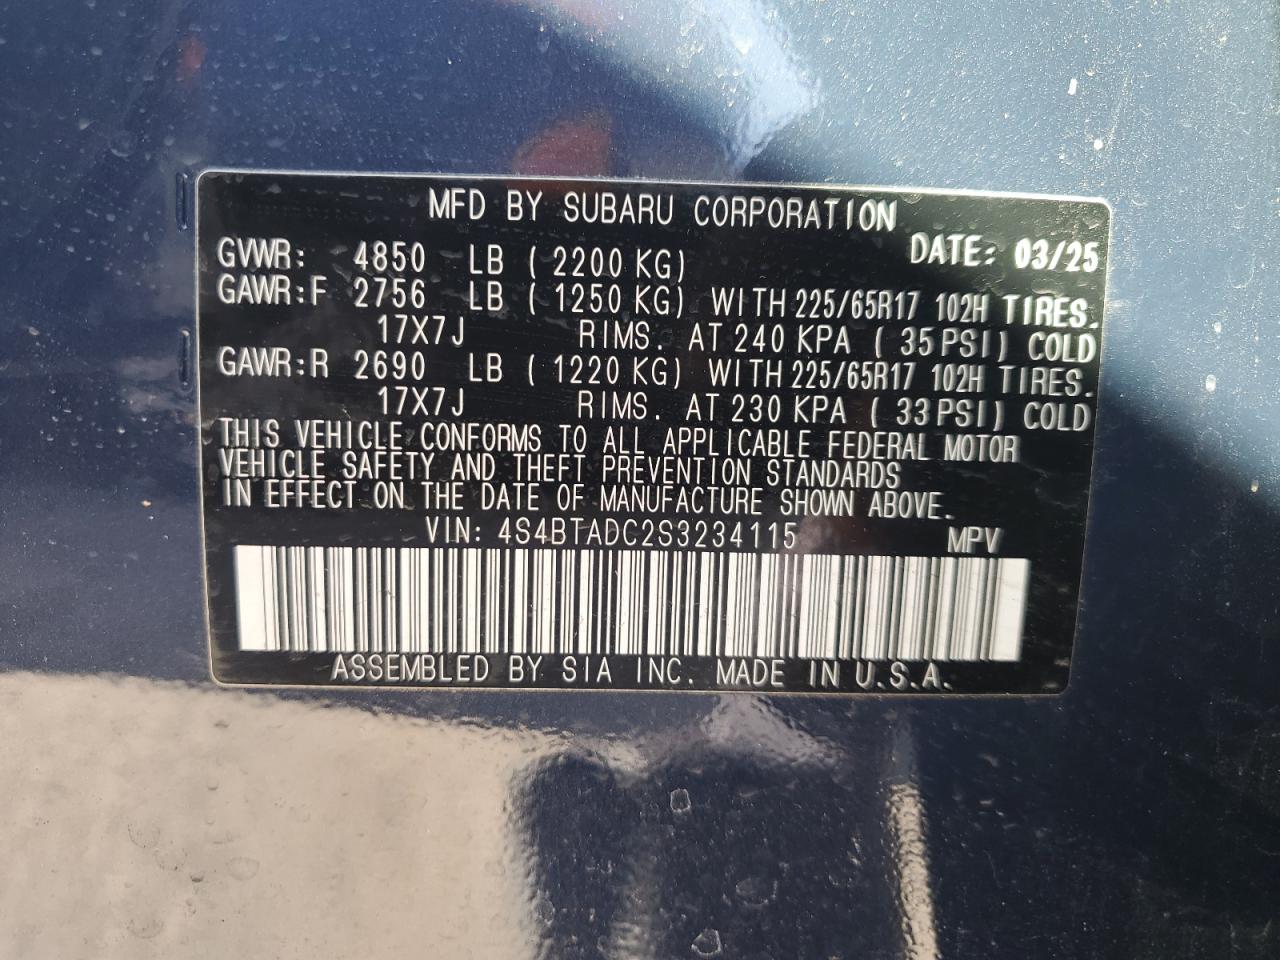 MFD BY SUBARU CORPORATION
DATE: 03/25
GVWR: 4850 LB ( 2200 KG)
GAWR:F 2756 LB ( 1250 KG) WITH 225/65R17 102H TIRES.
17X7J RIMS. AT 240 KPA ( 35 PSI) COLD
GAWR:R 2690 LB ( 1220 KG) WITH 225/65R17 102H TIRES.
17X7J RIMS. AT 230 KPA ( 33 PSI) COLD
THIS VEHICLE CONFORMS TO ALL APPLICABLE FEDERAL MOTOR
VEHICLE SAFETY AND THEFT PREVENTION STANDARDS
IN EFFECT ON THE DATE OF MANUFACTURE SHOWN ABOVE.
VIN: 4S4BTADC2S3234115 MPV
ASSEMBLED BY SIA INC. MADE IN U.S.A.